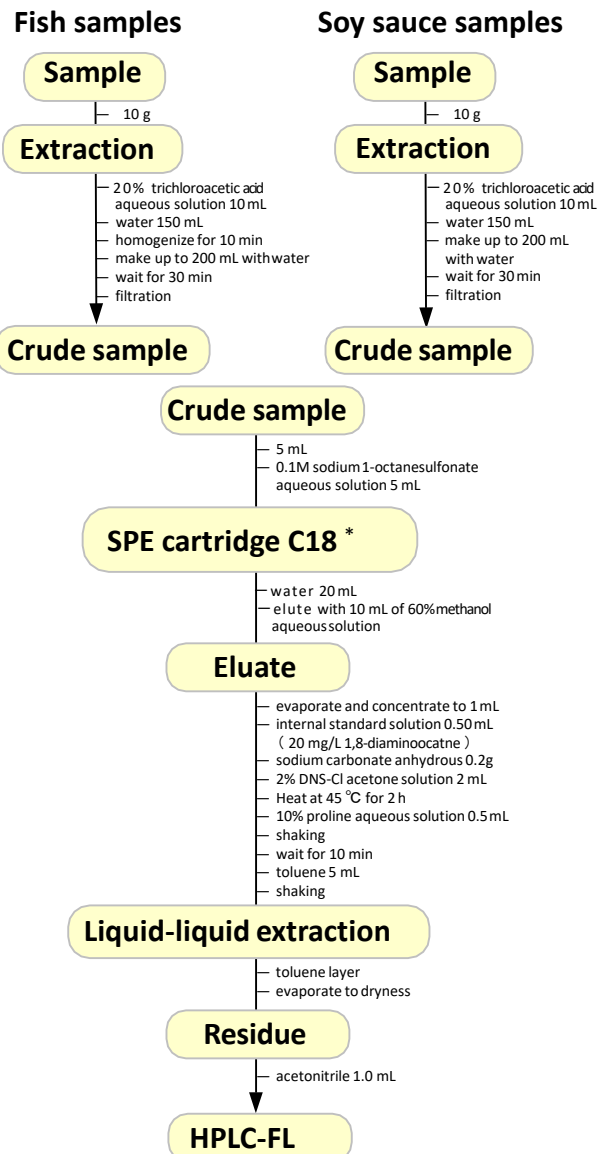 Fish samples
Soy sauce samples
Sample
10 g
Extraction
20% trichloroacetic acid
aqueous solution 10 mL
water 150 mL
homogenize for 10 min
make up to 200 mL with water
wait for 30 min
filtration
Crude sample
Sample
10 g
Extraction
20% trichloroacetic acid
aqueous solution 10 mL
water 150 mL
make up to 200 mL
with water
wait for 30 min
filtration
Crude sample
Crude sample
5 mL
0.1M sodium 1-octanesulfonate
aqueous solution 5 mL
SPE cartridge C18 *
water 20 mL
elute with 10 mL of 60% methanol
aqueous solution
Eluate
evaporate and concentrate to 1 mL
internal standard solution 0.50 mL
( 20 mg/L 1,8-diaminoocatne )
sodium carbonate anhydrous 0.2g
2% DNS-Cl acetone solution 2 mL
Heat at 45 ℃ for 2 h
10% proline aqueous solution 0.5 mL
shaking
wait for 10 min
toluene 5 mL
shaking
Liquid-liquid extraction
toluene layer
evaporate to dryness
Residue
acetonitrile 1.0 mL
HPLC-FL